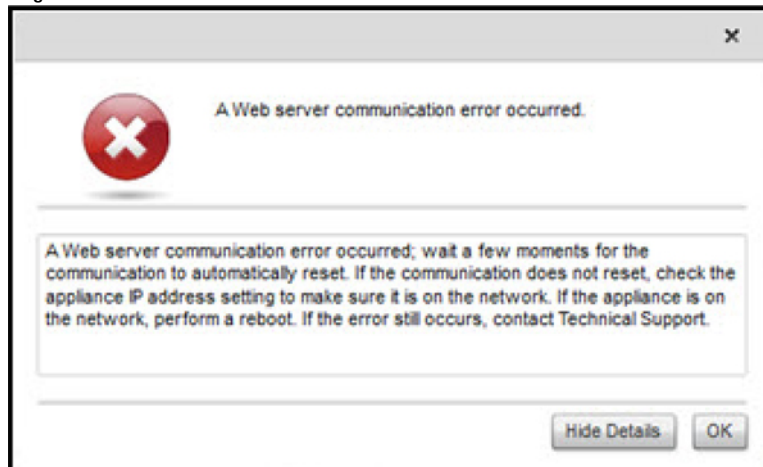 A Web server communication error occurred.
A Web server communication error occurred; wait a few moments for the
communication to automatically reset. If the communication does not reset, check the
appliance IP address setting to make sure it is on the network. If the appliance is on
the network, perform a reboot. If the error still occurs, contact Technical Support.
Hide Details
OK